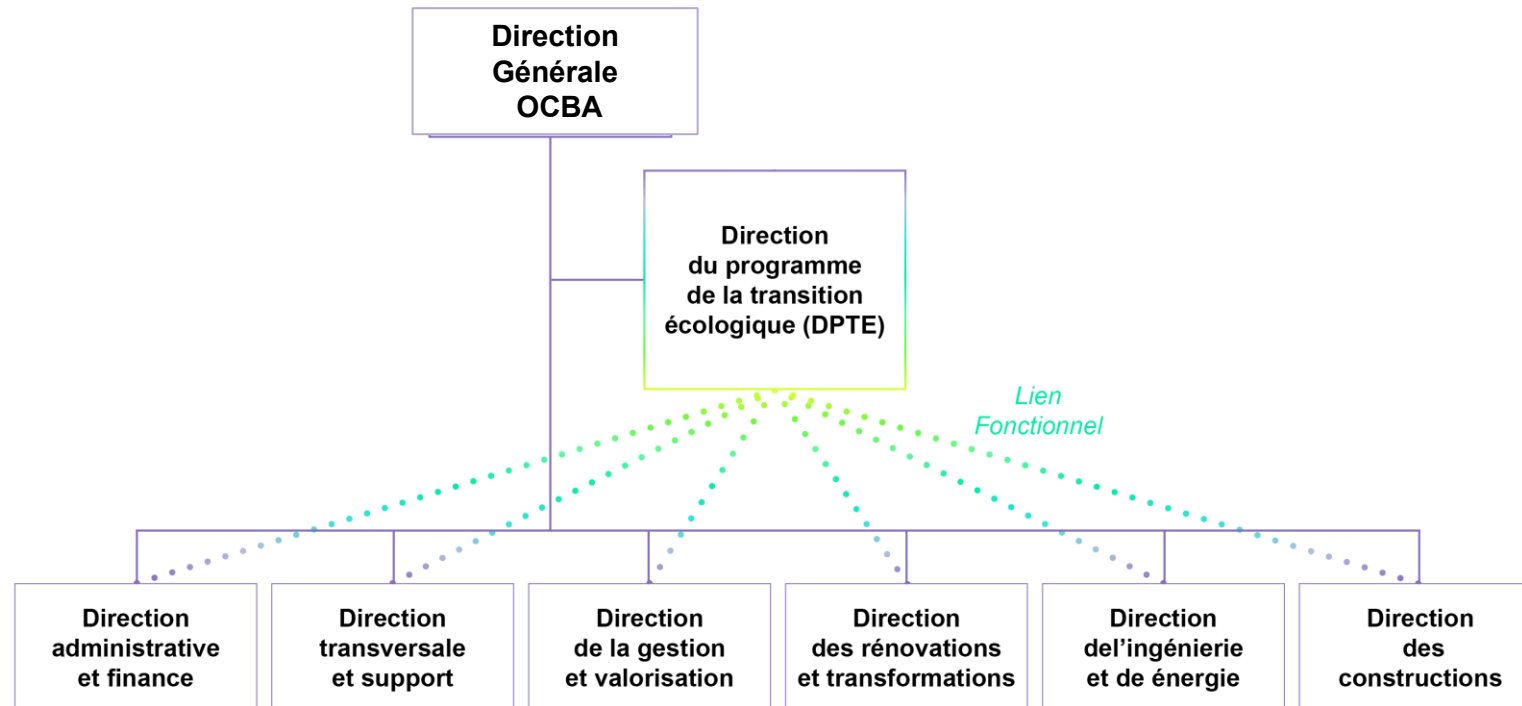 Direction
Générale
OCBA
Direction
du programme
de la transition
écologique (DPTE)
Lien
Fonctionnel
Direction
administrative
et finance
Direction
transversale
et support
Direction
de la gestion
et valorisation
Direction
des rénovations
et transformations
Direction
del’ingénierie
et de énergie
Direction
des
constructions